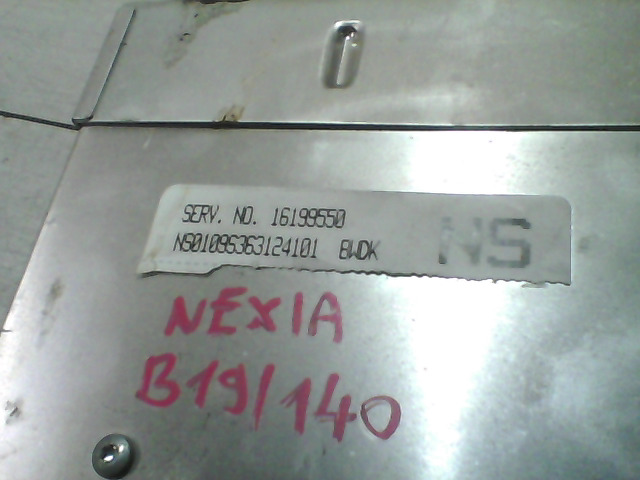 SERV. NO. 16199550
NS01095363124101 BWDK
NS
NEXIA
B19/140